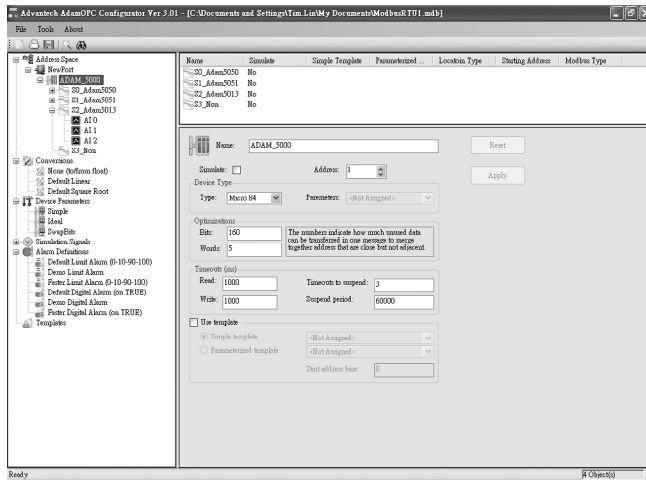 Advantech AdamOPC Configurator Ver 3.01 - [C:\Documents and Settings\Tim.Lin\My Documents\ModbusRTU1.mdb]
File Tools About
Address Space
NewPort
ADAM_5000
S0_Adam5050
S1_Adam5051
S2_Adam5013
AI 0
AI 1
AI 2
S3_Non
Conversions
None (to/from float)
Default Linear
Default Square Root
Device Parameters
Simple
Ideal
SwapBits
Simulation Signals
Alarm Definitions
Default Limit Alarm (0-10-90-100)
Demo Limit Alarm
Faster Limit Alarm (0-10-90-100)
Default Digital Alarm (on TRUE)
Demo Digital Alarm
Faster Digital Alarm (on TRUE)
Templates
Name Simulate Simple Template Parameterized ... Locatoin Type Starting Address Modbus Type
S0_Adam5050 No
S1_Adam5051 No
S2_Adam5013 No
S3_Non No
Name: ADAM_5000 Reset
Simulate: Address: 1 Apply
Device Type
Type: Micro 84 Paremeters: <Not Assigned>
Optimizations
Bits: 160
Words: 5
The numbers indicate how much unused data
can be transferred in one message to merge
together address that are close but not adjacent.
Timeouts (ms)
Read: 1000 Timeouts to suspend: 3
Write: 1000 Suspend period: 60000
Use template
Simple template <Not Assigned>
Parameterized template <Not Assigned>
Start address base: 0
Ready 4 Object(s)